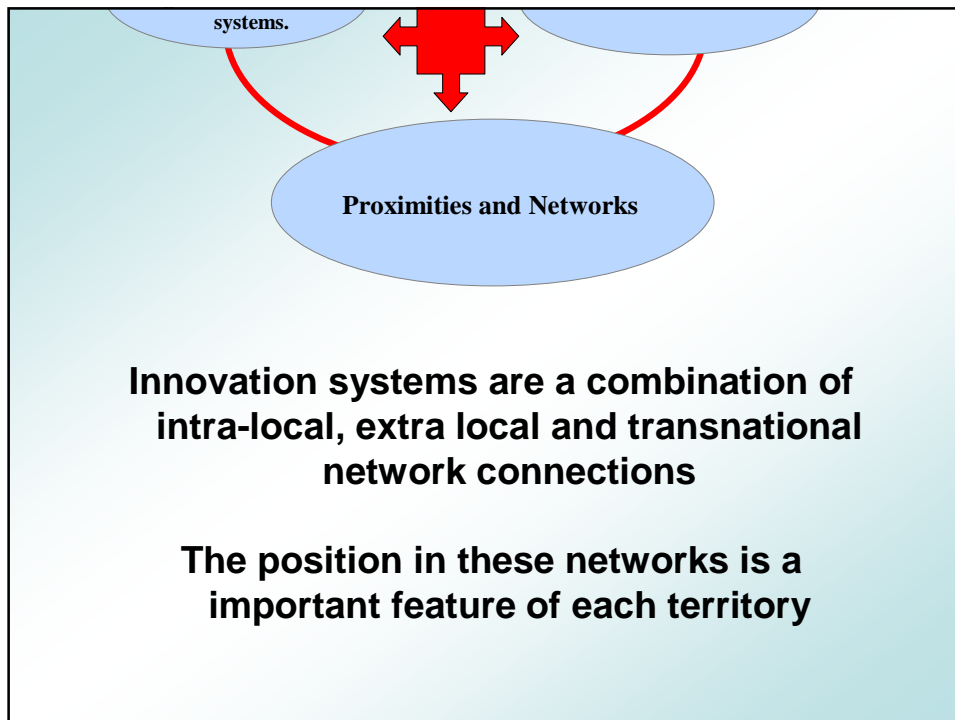 systems.
Proximities and Networks
Innovation systems are a combination of
intra-local, extra local and transnational
network connections
The position in these networks is a
important feature of each territory